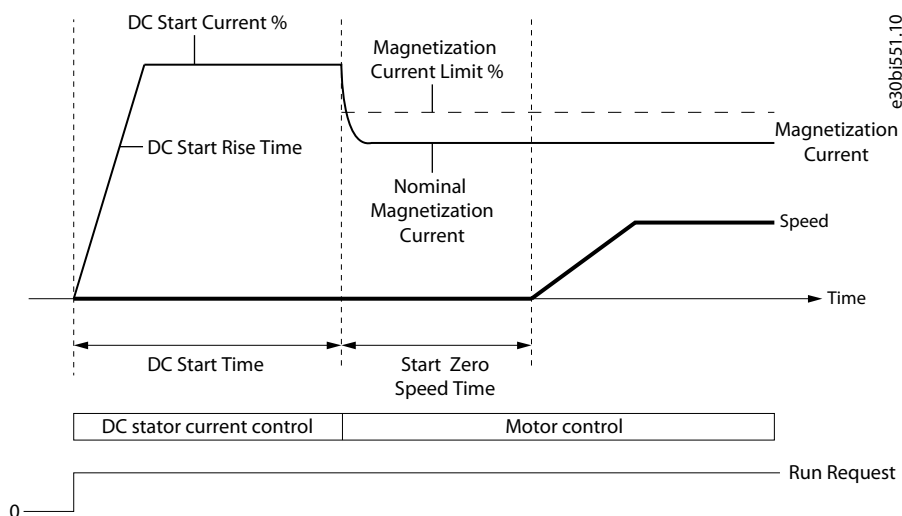 DC Start Current %
Magnetization
Current Limit %
e30bi551.10
DC Start Rise Time
Magnetization
Current
Nominal
Magnetization
Current
Speed
Time
DC Start Time
Start Zero
Speed Time
DC stator current control
Motor control
Run Request
0